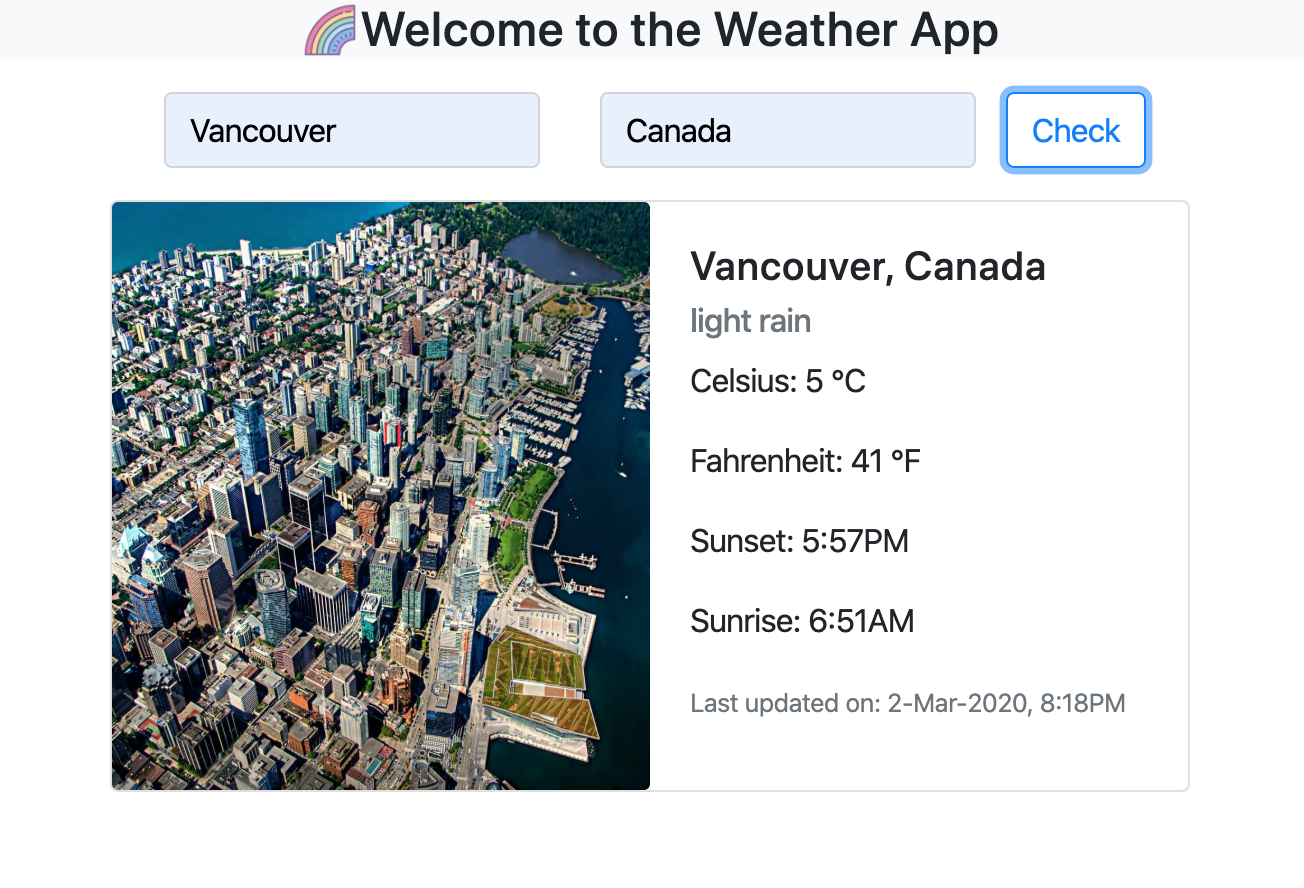 Welcome to the Weather App
Vancouver
Canada
Check
Vancouver, Canada
light rain
Celsius: 5 °C
Fahrenheit: 41 °F
Sunset: 5:57PM
Sunrise: 6:51AM
Last updated on: 2-Mar-2020, 8:18PM